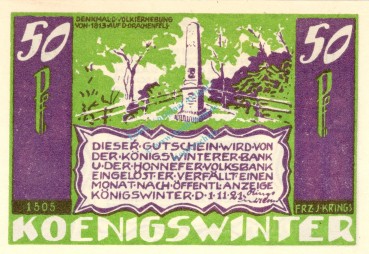 DENKMAL D. VOLKSERHEBUNG
VON 1813 AUF D. DRACHENFELS
50 50
Pf Pf
DIESER GUTSCHEIN WIRD VON
DER KÖNIGSWINTERER BANK
U. DER HONNEFER VOLKSBANK
EINGELÖST. ER VERFÄLLT EINEN
MONAT NACH ÖFFENTL. ANZEIGE
KÖNIGSWINTER D. 1.11.21
1505 FRZ. J. KRINGS
KOENIGSWINTER